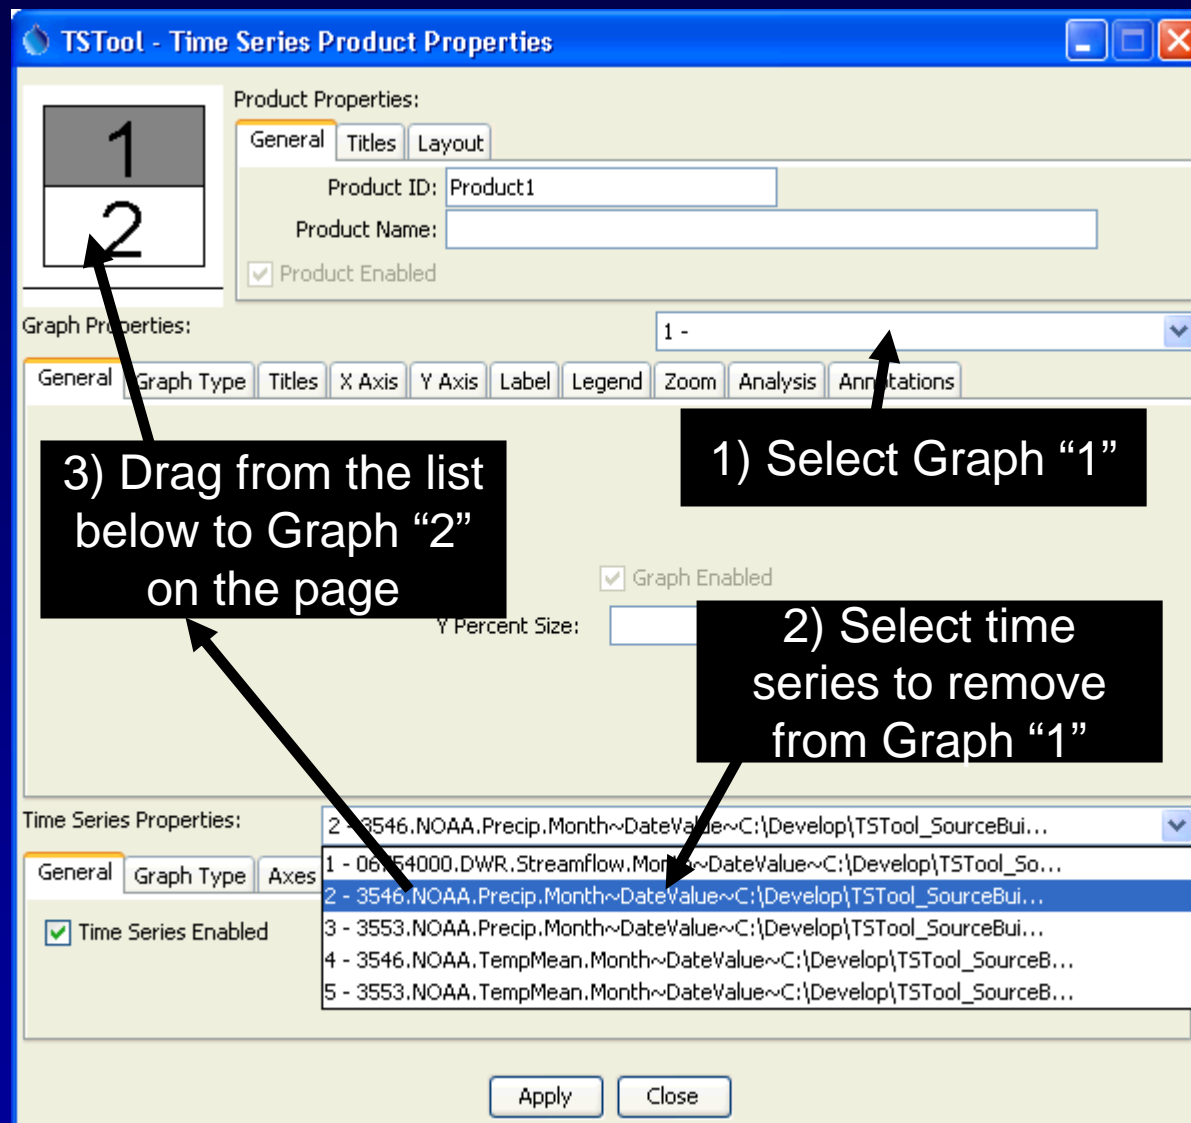 TSTool - Time Series Product Properties
1
2
Product Properties:
General Titles Layout
Product ID: Product1
Product Name:
Product Enabled
Graph Properties:
1 -
General Graph Type Titles X Axis Y Axis Label Legend Zoom Analysis Annotations
1) Select Graph “1”
3) Drag from the list
below to Graph “2”
on the page
Graph Enabled
Y Percent Size:
2) Select time
series to remove
from Graph “1”
Time Series Properties:
2 - 3546.NOAA.Precip.Month~DateValue~C:\Develop\TSTool_SourceBui...
General Graph Type Axes
1 - 06754000.DWR.Streamflow.Month~DateValue~C:\Develop\TSTool_So...
2 - 3546.NOAA.Precip.Month~DateValue~C:\Develop\TSTool_SourceBui...
3 - 3553.NOAA.Precip.Month~DateValue~C:\Develop\TSTool_SourceBui...
4 - 3546.NOAA.TempMean.Month~DateValue~C:\Develop\TSTool_SourceB...
5 - 3553.NOAA.TempMean.Month~DateValue~C:\Develop\TSTool_SourceB...
Time Series Enabled
Apply Close